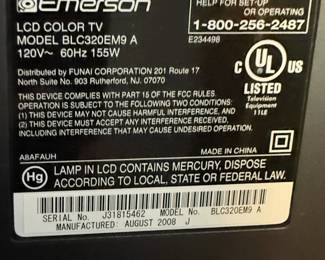 Emerson
LCD COLOR TV
MODEL BLC320EM9 A
120V~ 60Hz 155W
HELP FOR SET-UP
OR OPERATING
1-800-256-2487
E234498
Distributed by FUNAI CORPORATION 201 Route 17
North Suite No. 903 Rutherford, NJ. 07070
THIS DEVICE COMPLIES WITH PART 15 OF THE FCC RULES.
OPERATION IS SUBJECT TO THE FOLLOWING TWO CONDITIONS:
(1) THIS DEVICE MAY NOT CAUSE HARMFUL INTERFERENCE, AND
(2) THIS DEVICE MUST ACCEPT ANY INTERFERENCE RECEIVED,
INCLUDING INTERFERENCE THAT MAY CAUSE UNDESIRED
OPERATION.
C UL US
®
LISTED
Television
Equipment
11L8
A8AFAUH
MADE IN CHINA
Hg
LAMP IN LCD CONTAINS MERCURY, DISPOSE
ACCORDING TO LOCAL, STATE OR FEDERAL LAW.
SERIAL NO. J31815462 MODEL NO. BLC320EM9 A
MANUFACTURED: AUGUST 2008 J